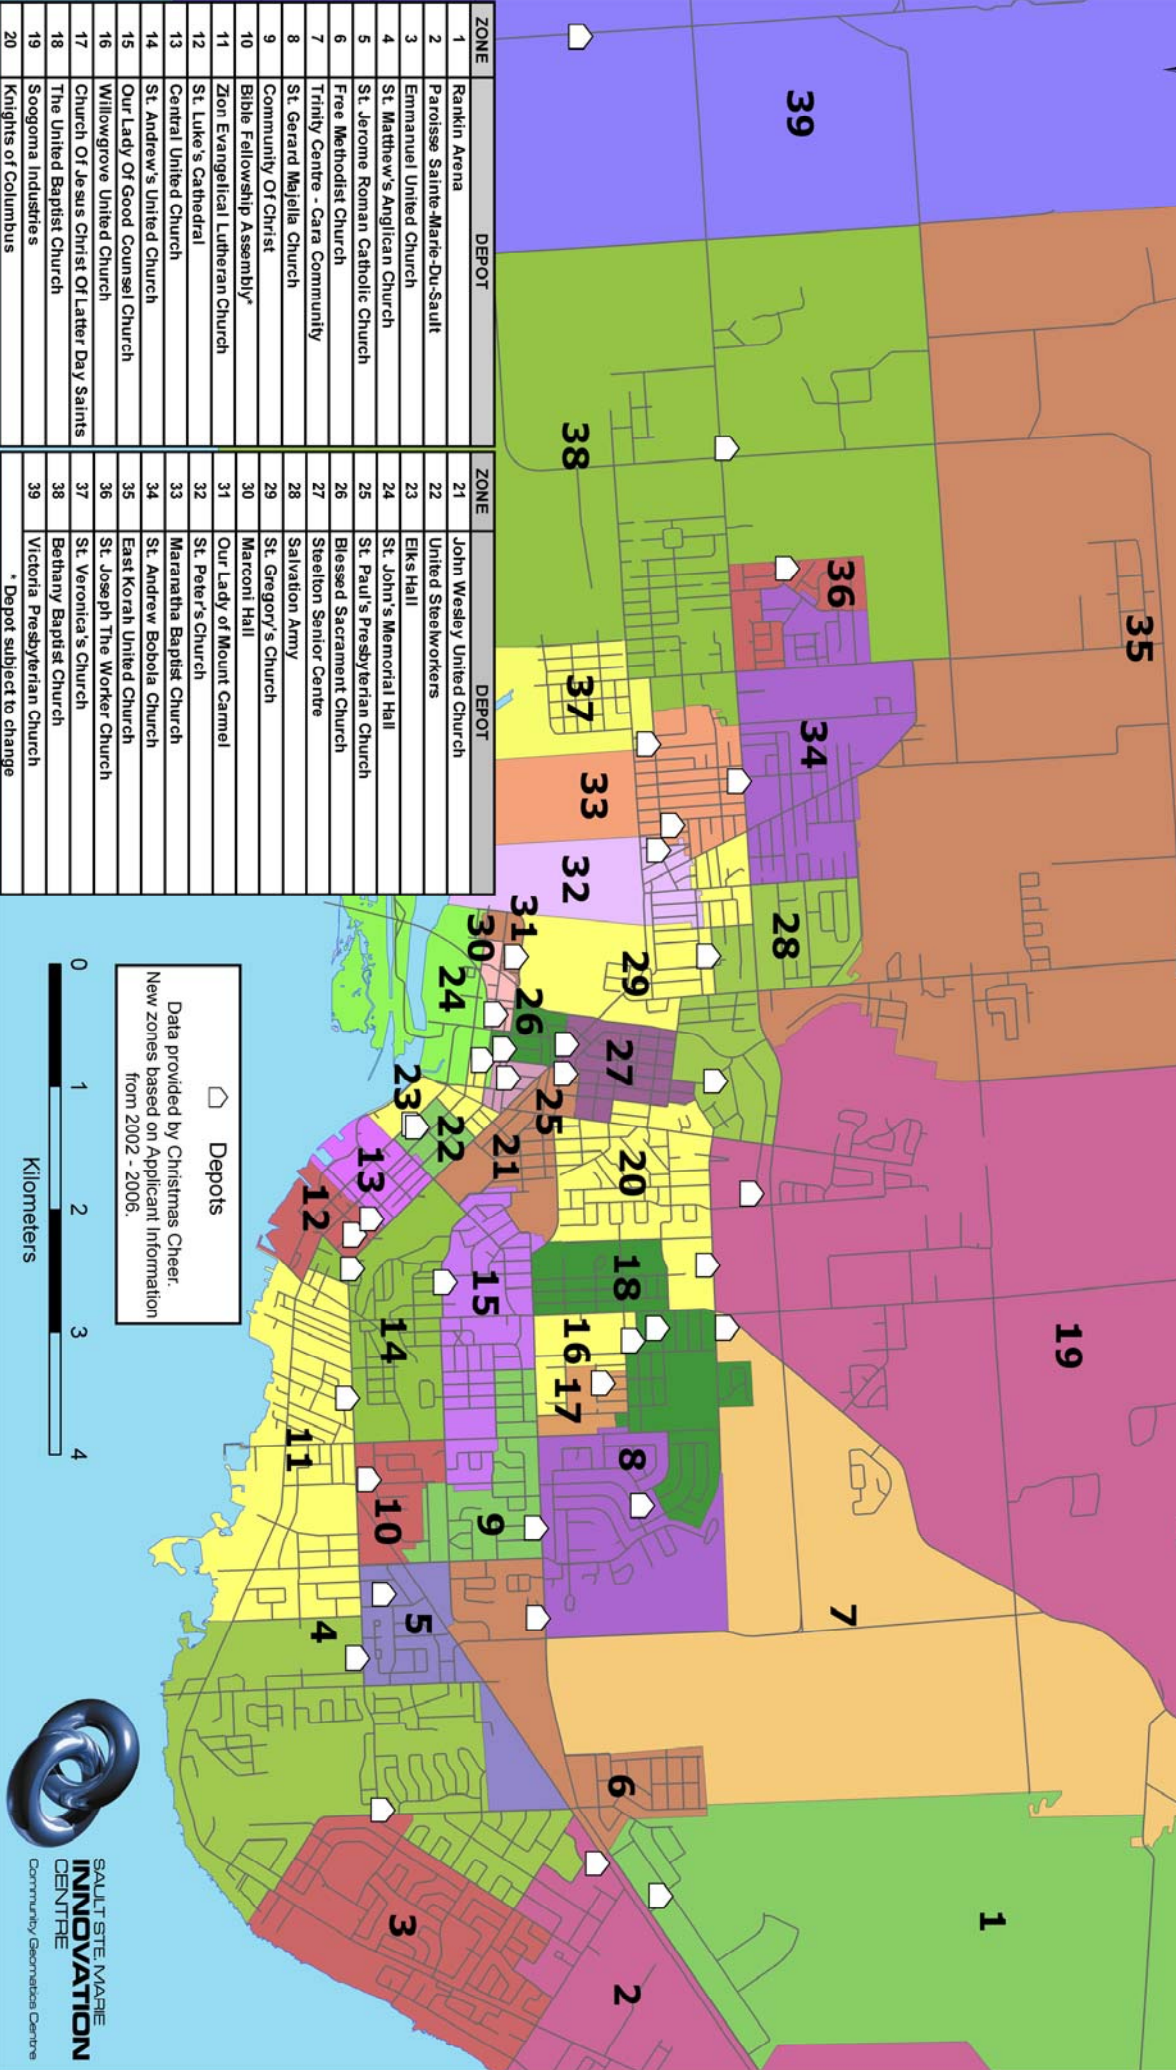 ZONE DEPOT
1 Rankin Arena
2 Paroisse Sainte-Marie-Du-Sault
3 Emmanuel United Church
4 St. Matthew's Anglican Church
5 St. Jerome Roman Catholic Church
6 Free Methodist Church
7 Trinity Centre - Cara Community
8 St. Gerard Majella Church
9 Community Of Christ
10 Bible Fellowship Assembly*
11 Zion Evangelical Lutheran Church
12 St. Luke's Cathedral
13 Central United Church
14 St. Andrew's United Church
15 Our Lady Of Good Counsel Church
16 Willowgrove United Church
17 Church Of Jesus Christ Of Latter Day Saints
18 The United Baptist Church
19 Soogoma Industries
20 Knights of Columbus
ZONE DEPOT
21 John Wesley United Church
22 United Steelworkers
23 Elks Hall
24 St. John's Memorial Hall
25 St. Paul's Presbyterian Church
26 Blessed Sacrament Church
27 Steelton Senior Centre
28 Salvation Army
29 St. Gregory's Church
30 Marconi Hall
31 Our Lady of Mount Carmel
32 St. Peter's Church
33 Maranatha Baptist Church
34 St. Andrew Bobola Church
35 East Korah United Church
36 St. Joseph The Worker Church
37 St. Veronica's Church
38 Bethany Baptist Church
39 Victoria Presbyterian Church
* Depot subject to change
39
38
35
36
37
34
33
32
31
30
29
28
24
26
27
25
23
22
21
20
13
12
15
18
19
14
16
17
11
10
9
8
7
4
5
6
3
2
1
Depots
Data provided by Christmas Cheer.
New zones based on Applicant Information
from 2002 - 2006.
0 1 2 3 4
Kilometers
SAULT STE. MARIE
INNOVATION
CENTRE
Community Geomatics Centre